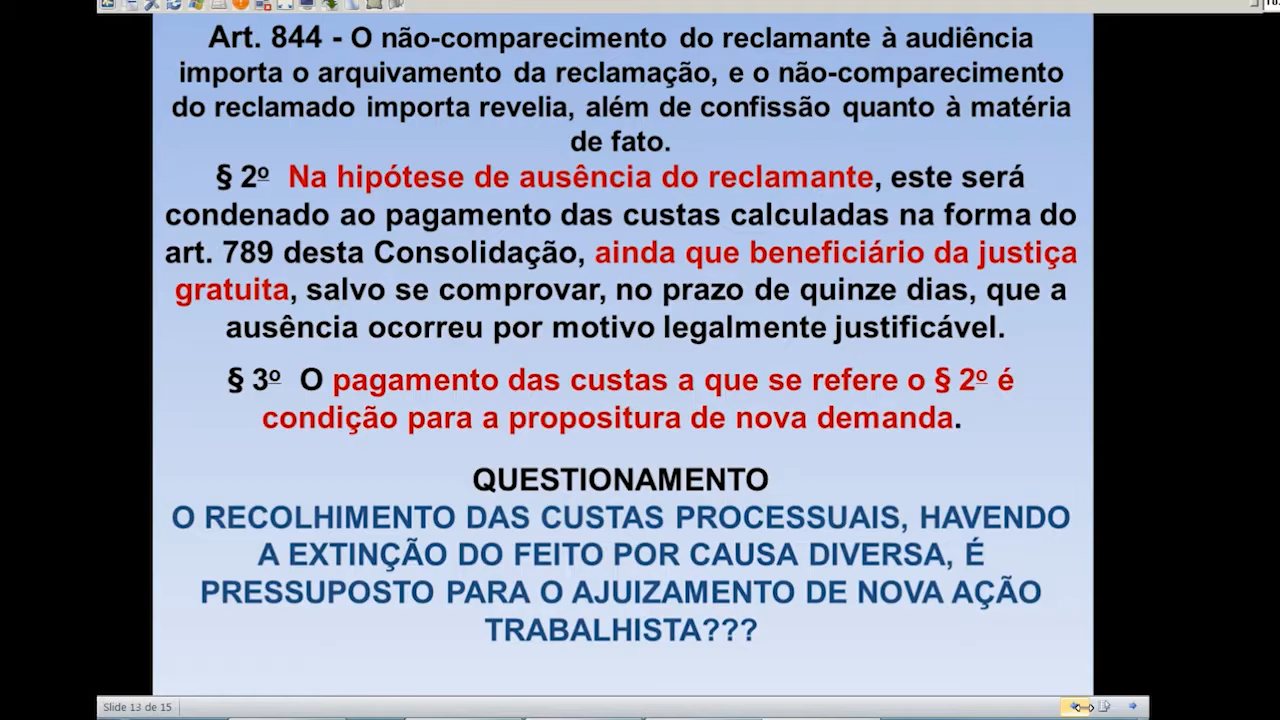 Art. 844 - O não-comparecimento do reclamante à audiência
importa o arquivamento da reclamação, e o não-comparecimento
do reclamado importa revelia, além de confissão quanto à matéria
de fato.
§ 2º Na hipótese de ausência do reclamante, este será
condenado ao pagamento das custas calculadas na forma do
art. 789 desta Consolidação, ainda que beneficiário da justiça
gratuita, salvo se comprovar, no prazo de quinze dias, que a
ausência ocorreu por motivo legalmente justificável.
§ 3º O pagamento das custas a que se refere o § 2º é
condição para a propositura de nova demanda.
QUESTIONAMENTO
O RECOLHIMENTO DAS CUSTAS PROCESSUAIS, HAVENDO
A EXTINÇÃO DO FEITO POR CAUSA DIVERSA, É
PRESSUPOSTO PARA O AJUIZAMENTO DE NOVA AÇÃO
TRABALHISTA???
Slide 13 de 15